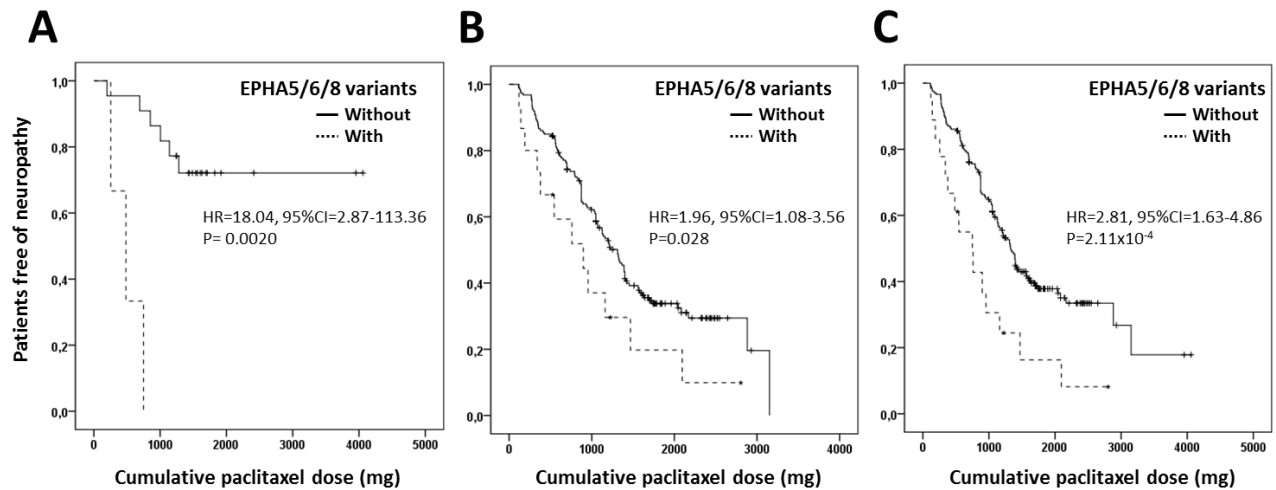 A
EPHA5/6/8 variants
Without
With
HR=18.04, 95%CI=2.87-113.36
P= 0.0020
Patients free of neuropathy
1,0
0,8
0,6
0,4
0,2
0,0
0 1000 2000 3000 4000 5000
Cumulative paclitaxel dose (mg)
B
EPHA5/6/8 variants
Without
With
HR=1.96, 95%CI=1.08-3.56
P=0.028
1,0
0,8
0,6
0,4
0,2
0,0
0 1000 2000 3000 4000
Cumulative paclitaxel dose (mg)
C
EPHA5/6/8 variants
Without
With
HR=2.81, 95%CI=1.63-4.86
P=2.11x10⁻⁴
1,0
0,8
0,6
0,4
0,2
0,0
0 1000 2000 3000 4000 5000
Cumulative paclitaxel dose (mg)